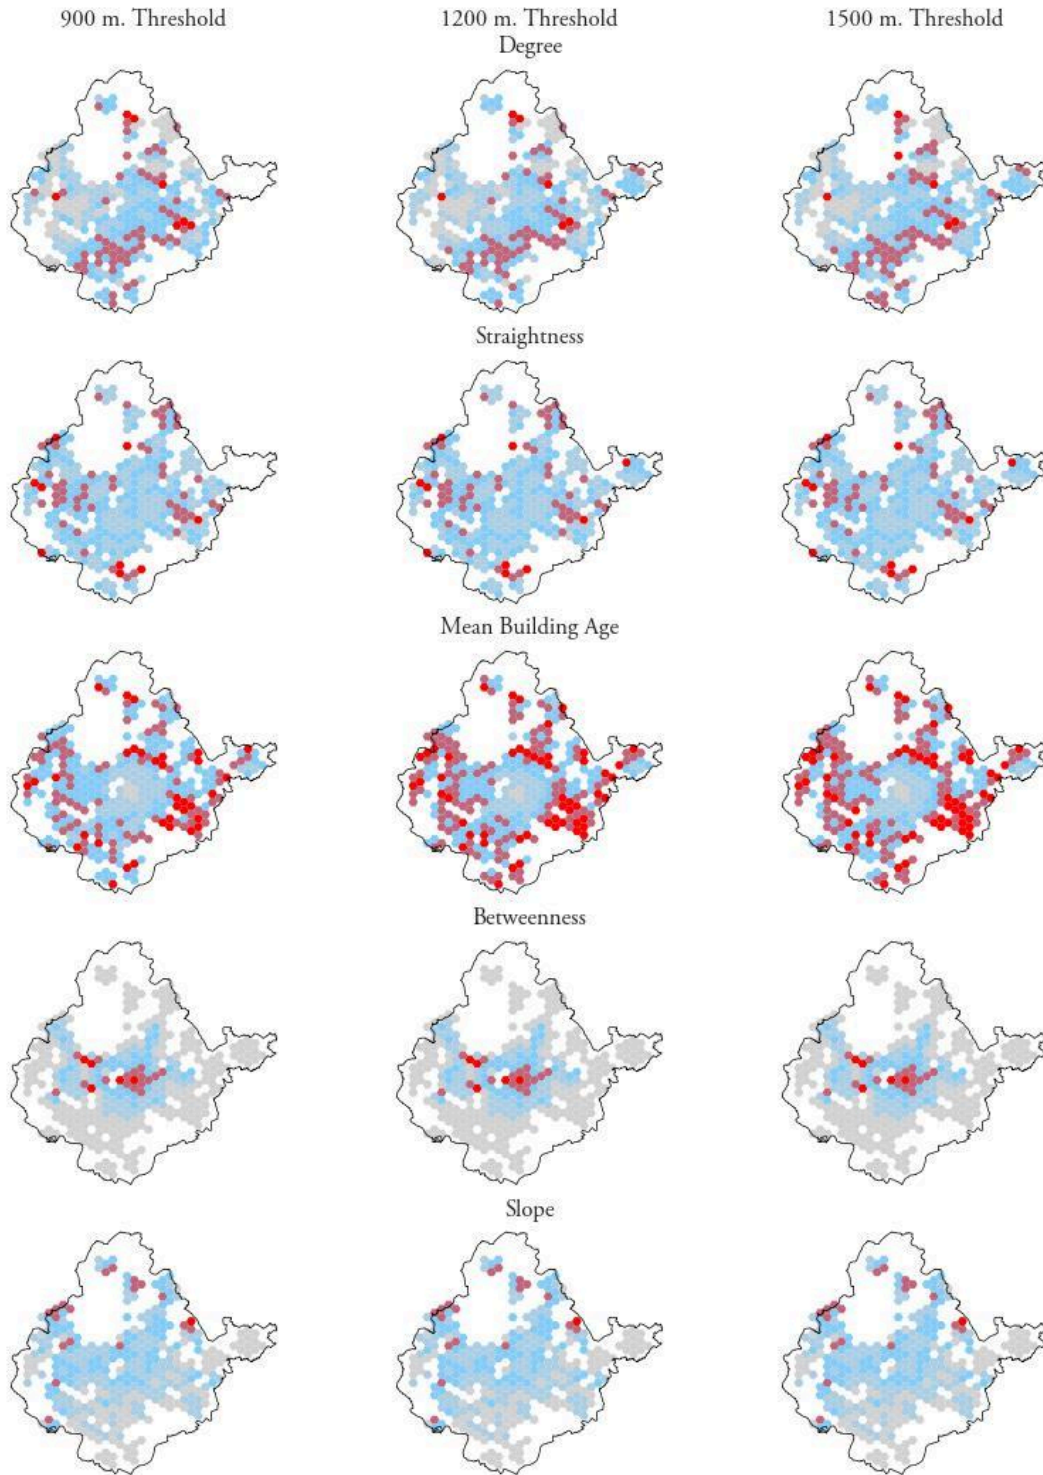 900 m. Threshold
1200 m. Threshold
1500 m. Threshold
Degree
Straightness
Mean Building Age
Betweenness
Slope